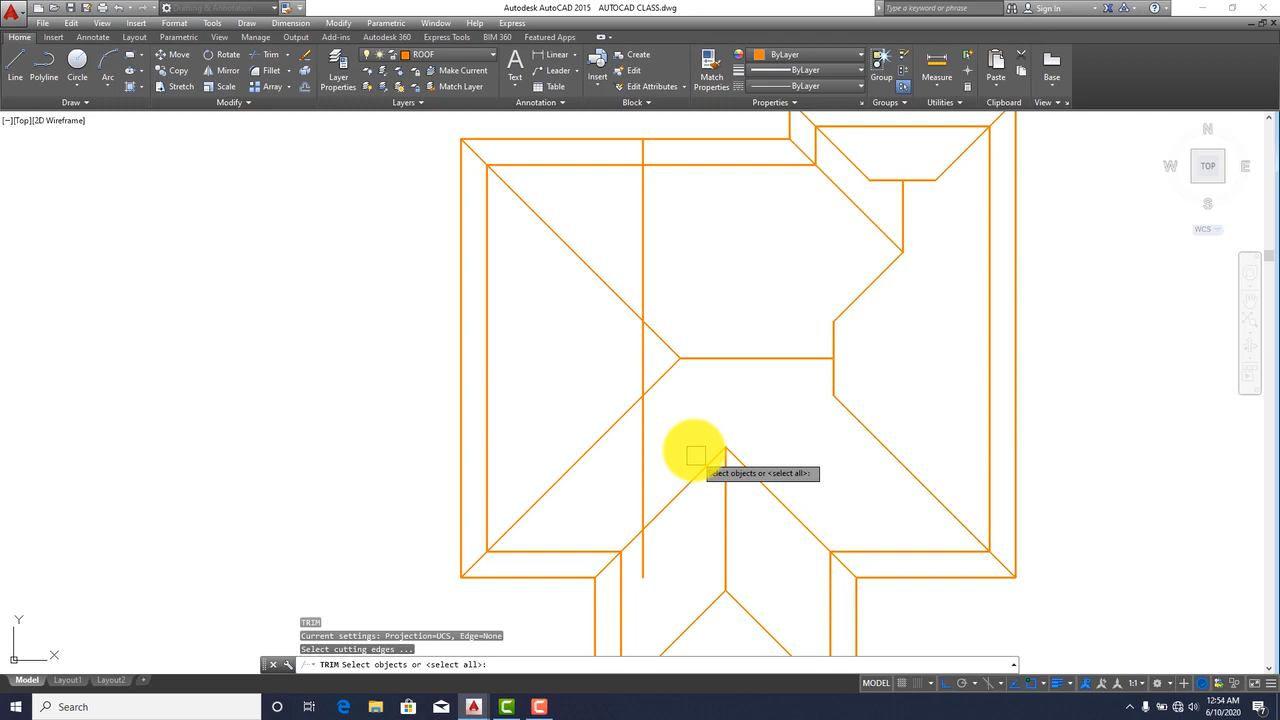 Autodesk AutoCAD 2015 AUTOCAD CLASS.dwg
Drafting & Annotation
Type a keyword or phrase
Sign In
File Edit View Insert Format Tools Draw Dimension Modify Parametric Window Help Express
Home Insert Annotate Layout Parametric View Manage Output Add-ins Autodesk 360 Express Tools BIM 360 Featured Apps
Line Polyline Circle Arc
Move Rotate Trim
Copy Mirror Fillet
Stretch Scale Array
Layer Properties
ROOF
Make Current
Match Layer
Text
Linear
Leader
Table
Insert
Create
Edit
Edit Attributes
Match Properties
ByLayer
ByLayer
ByLayer
Group
Measure
Paste
Base
Draw Modify Layers Annotation Block Properties Groups Utilities Clipboard View
[−][Top][2D Wireframe]
N
W TOP E
S
WCS
Select objects or <select all>:
Y
X
TRIM
Current settings: Projection=UCS, Edge=None
Select cutting edges ...
TRIM Select objects or <select all>:
Model Layout1 Layout2 +
MODEL 1:1
Search
12:54 AM
6/10/2020